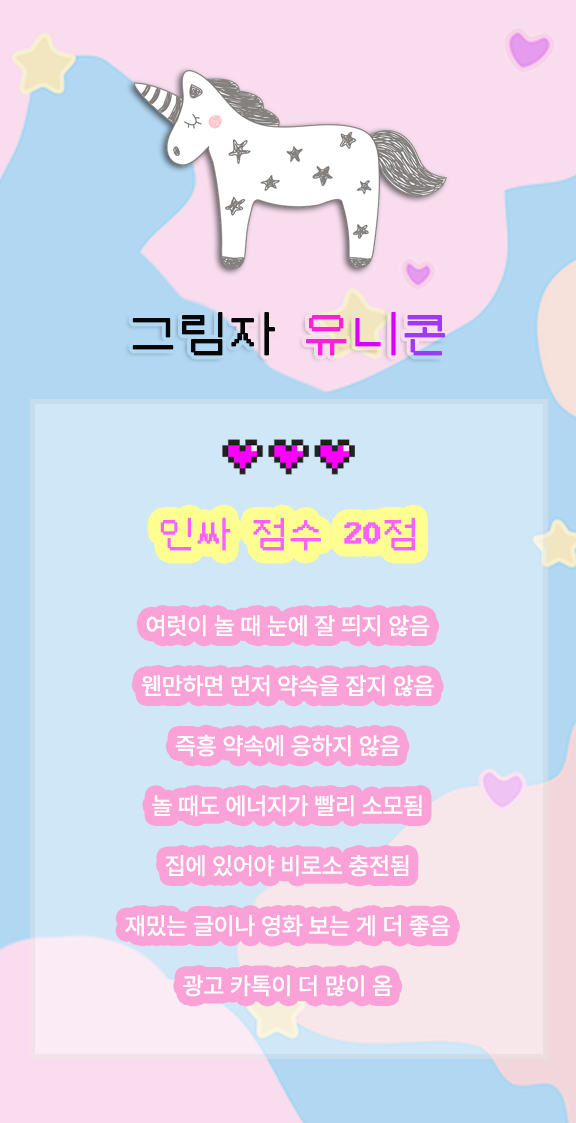 그림자 유니콘
인싸 점수 20점
여럿이 놀 때 눈에 잘 띄지 않음
웬만하면 먼저 약속을 잡지 않음
즉흥 약속에 응하지 않음
놀 때도 에너지가 빨리 소모됨
집에 있어야 비로소 충전됨
재밌는 글이나 영화 보는 게 더 좋음
광고 카톡이 더 많이 옴